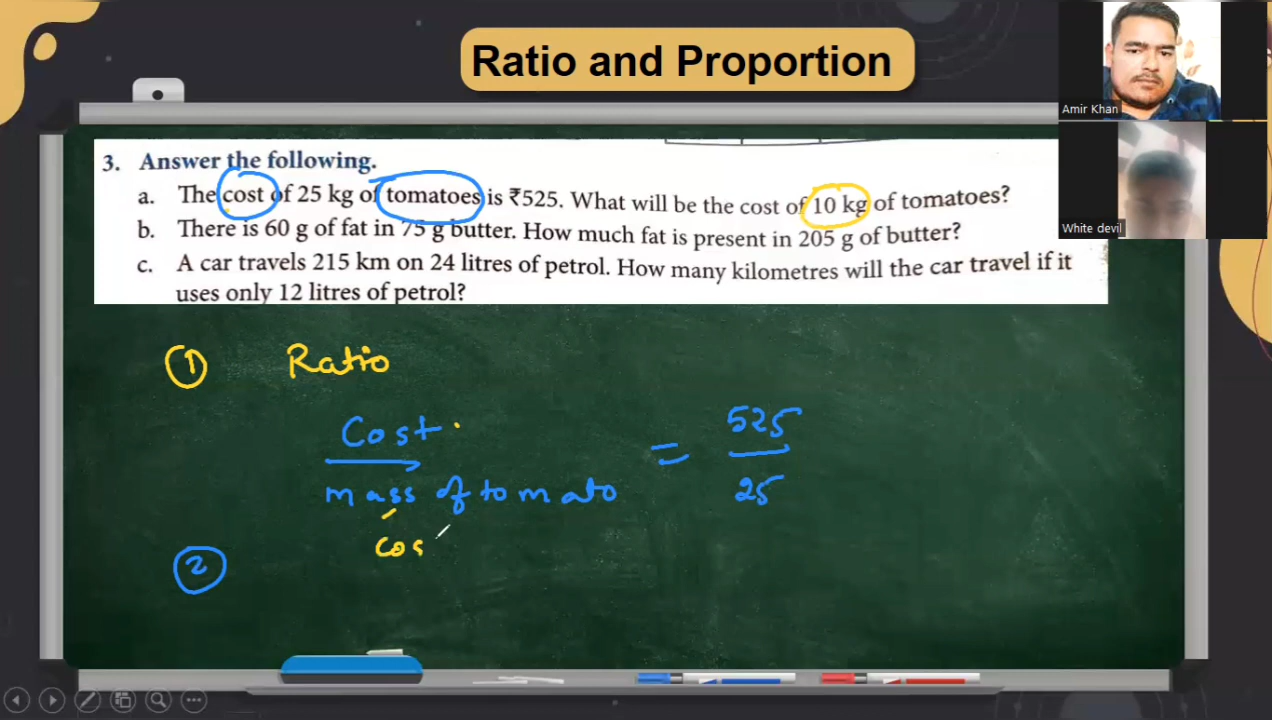 Ratio and Proportion
Amir Khan
White devil
3. Answer the following.
a. The cost of 25 kg of tomatoes is ₹525. What will be the cost of 10 kg of tomatoes?
b. There is 60 g of fat in 75 g butter. How much fat is present in 205 g of butter?
c. A car travels 215 km on 24 litres of petrol. How many kilometres will the car travel if it
uses only 12 litres of petrol?
1 Ratio
Cost. = 525
mass of tomato 25
cos
2